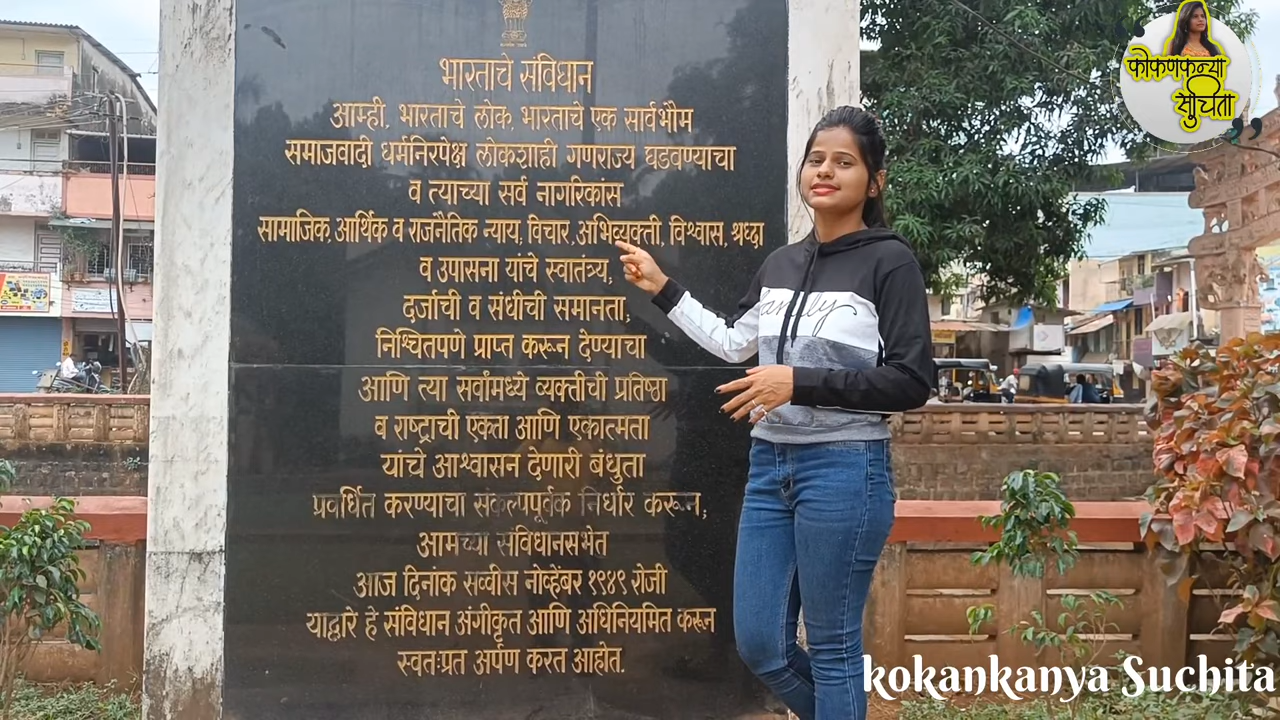 भारताचे संविधान
आम्ही, भारताचे लोक, भारताचे एक सार्वभौम
समाजवादी धर्मनिरपेक्ष लोकशाही गणराज्य घडवण्याचा
व त्याच्या सर्व नागरिकांस
सामाजिक, आर्थिक व राजनैतिक न्याय, विचार, अभिव्यक्ती, विश्वास, श्रध्दा
व उपासना यांचे स्वातंत्र्य,
दर्जाची व संधीची समानता;
निश्चितपणे प्राप्त करून देण्याचा
आणि त्या सर्वांमध्ये व्यक्तीची प्रतिष्ठा
व राष्ट्राची एकता आणि एकात्मता
यांचे आश्वासन देणारी बंधुता
प्रवर्धित करण्याचा संकल्पपूर्वक निर्धार करून;
आमच्या संविधानसभेत
आज दिनांक सव्वीस नोव्हेंबर १९४९ रोजी
याद्वारे हे संविधान अंगीकृत आणि अधिनियमित करून
स्वतःप्रत अर्पण करत आहोत.
family
कोकणकन्या
सुचिता
kokankanya Suchita